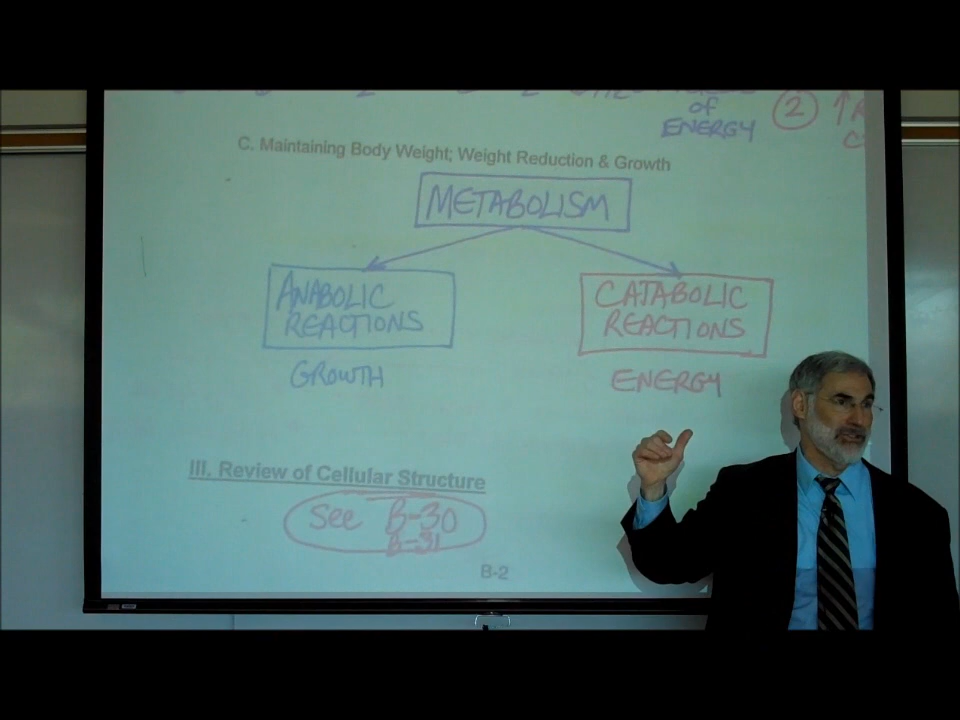 of
ENERGY
2
C. Maintaining Body Weight; Weight Reduction & Growth
METABOLISM
ANABOLIC
REACTIONS
CATABOLIC
REACTIONS
GROWTH
ENERGY
III. Review of Cellular Structure
See B-30
B-31
B-2